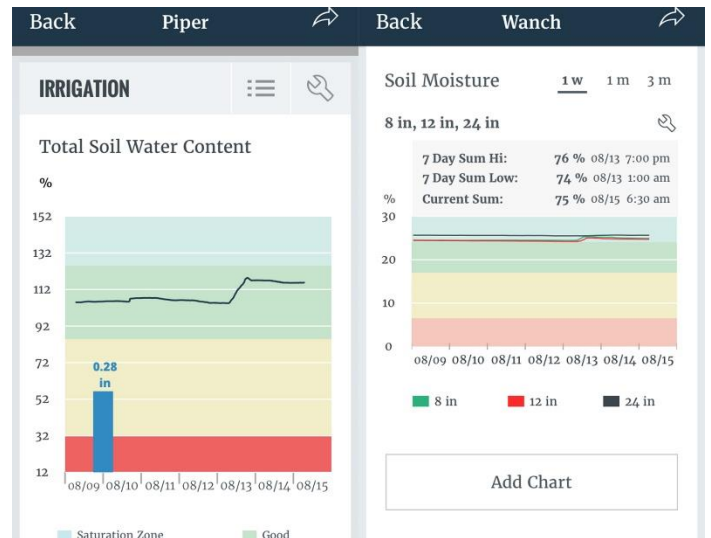 Back Piper
IRRIGATION
Total Soil Water Content
%
152
132
112
92
72
52
32
12
0.28
in
08/09 08/10 08/11 08/12 08/13 08/14 08/15
Saturation Zone Good
Back Wanch
Soil Moisture 1 w 1 m 3 m
8 in, 12 in, 24 in
7 Day Sum Hi: 76 % 08/13 7:00 pm
7 Day Sum Low: 74 % 08/13 1:00 am
Current Sum: 75 % 08/15 6:30 am
%
30
20
10
0
08/09 08/10 08/11 08/12 08/13 08/14 08/15
8 in 12 in 24 in
Add Chart